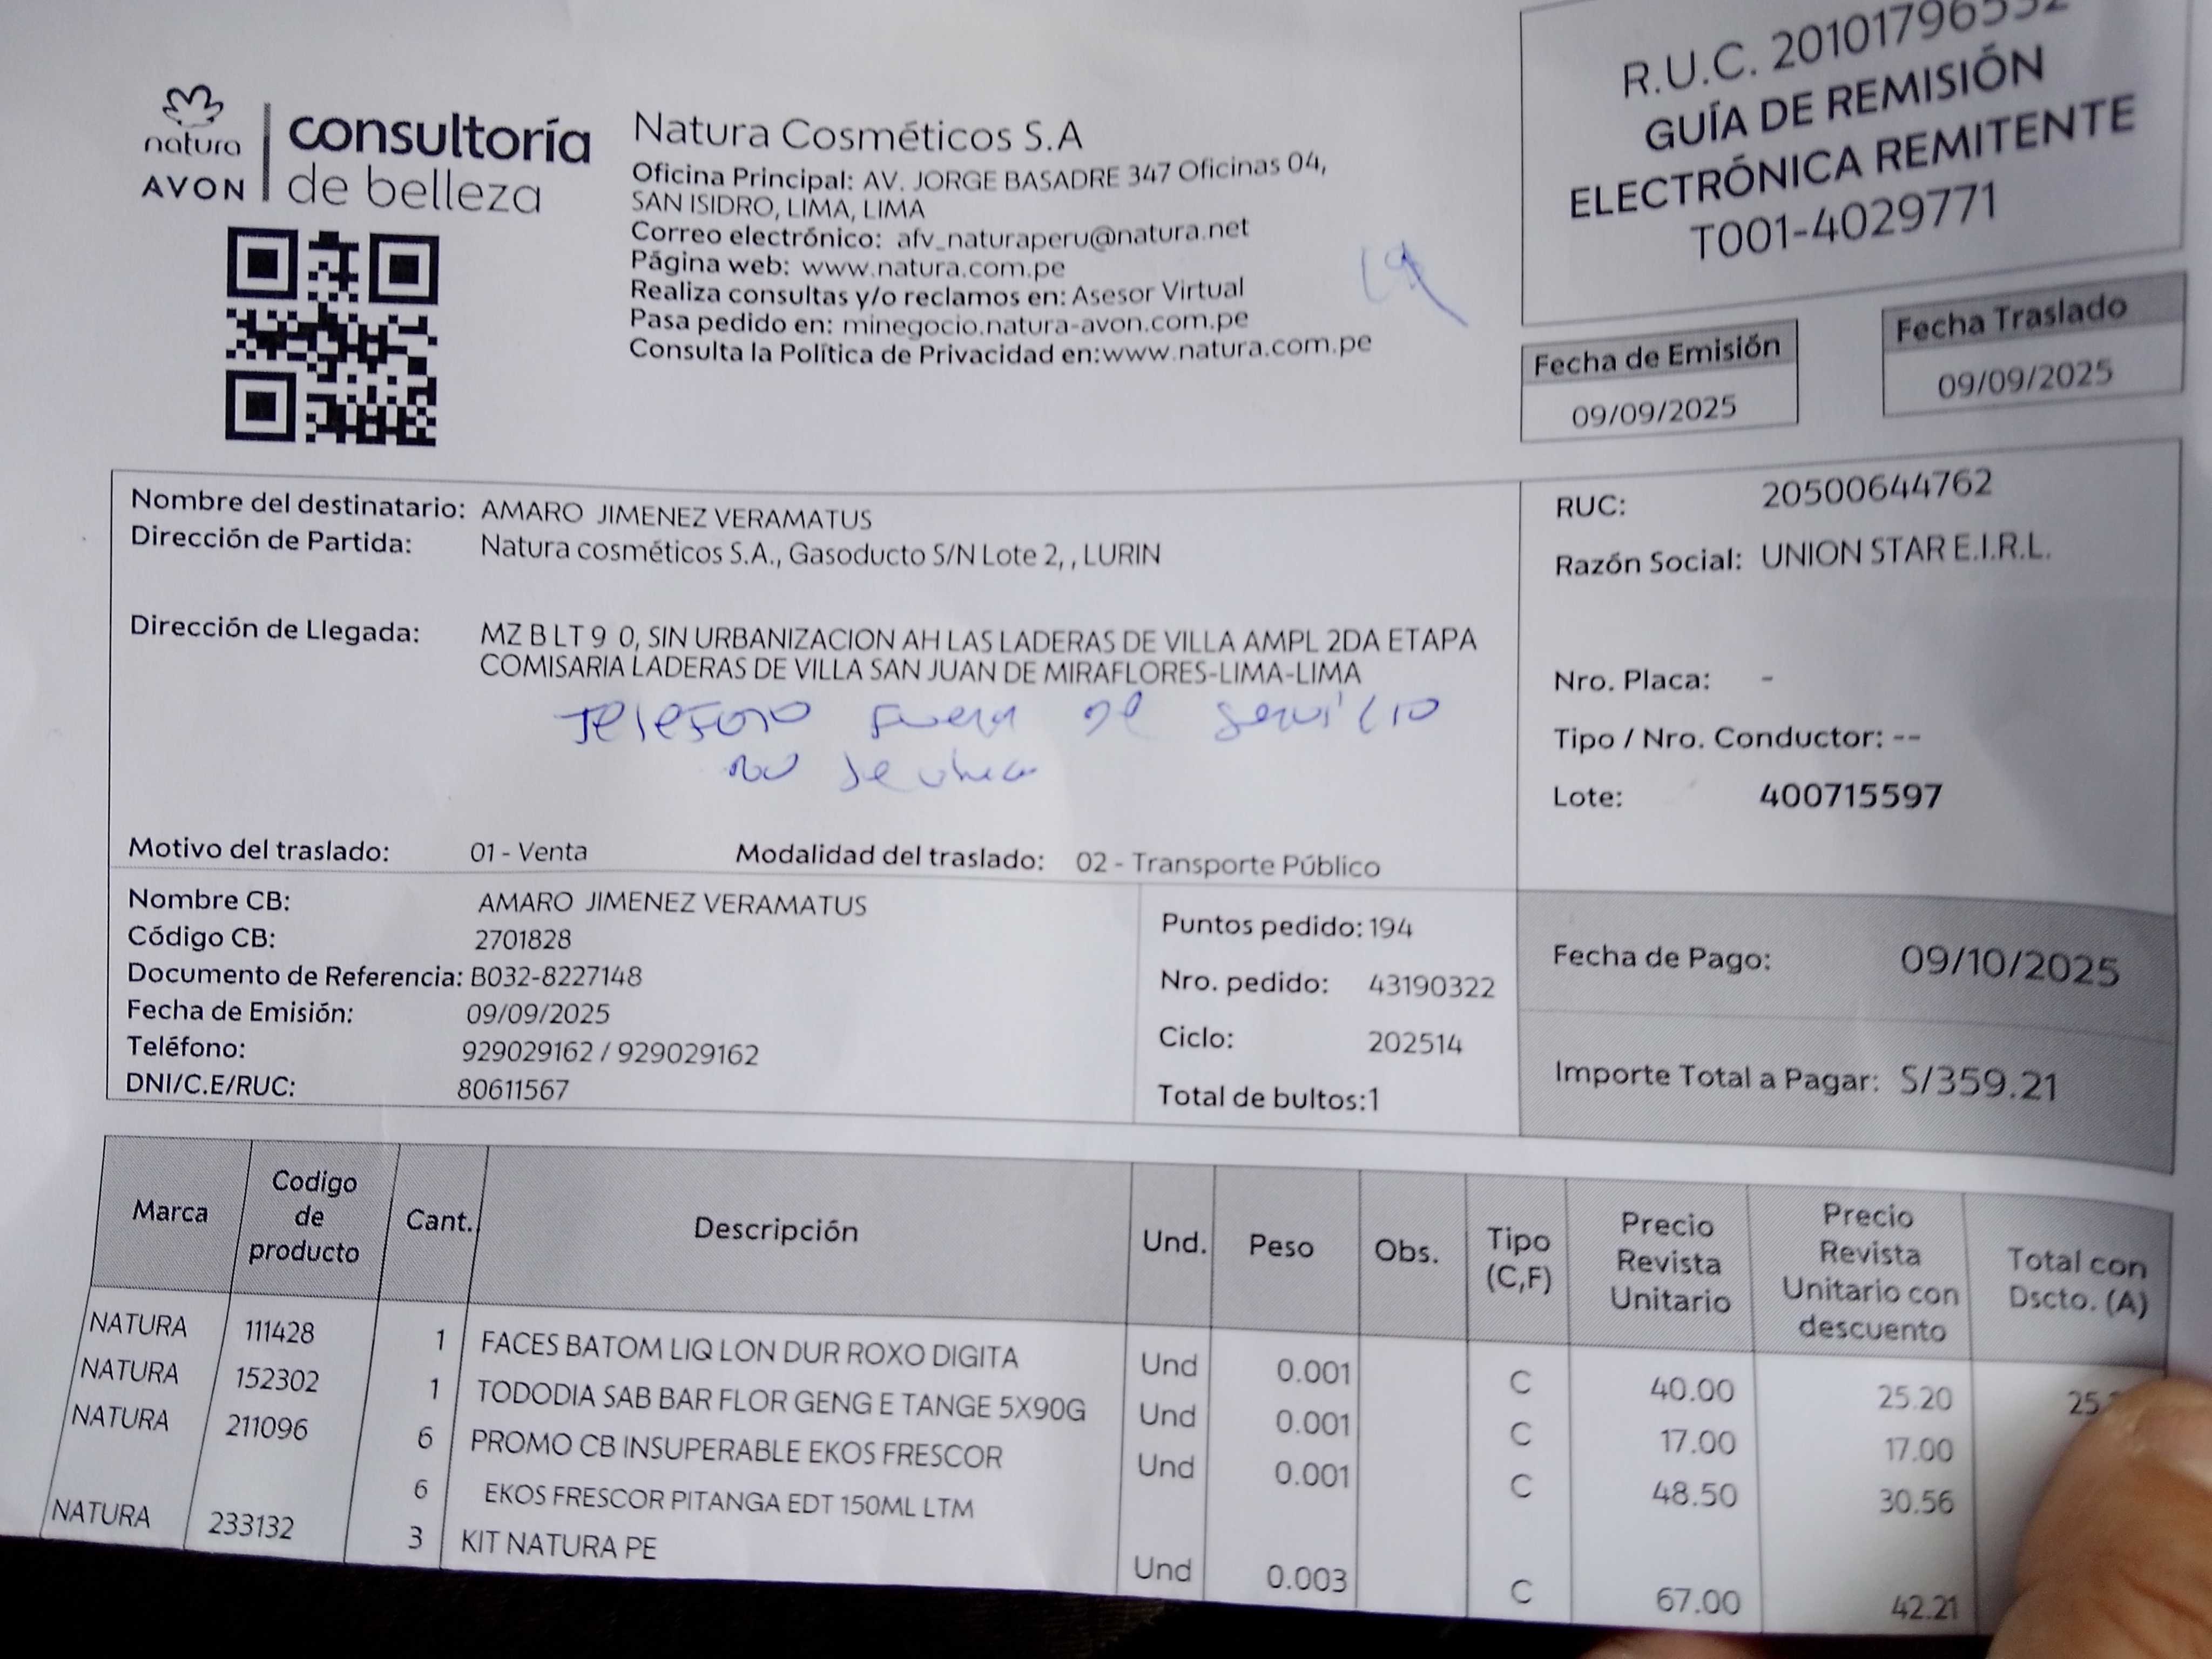 R.U.C. 20101796532
GUÍA DE REMISIÓN
ELECTRÓNICA REMITENTE
T001-4029771
natura
AVON
consultoría
de belleza
Natura Cosméticos S.A
Oficina Principal: AV. JORGE BASADRE 347 Oficinas 04,
SAN ISIDRO, LIMA, LIMA
Correo electrónico: afv_naturaperu@natura.net
Página web: www.natura.com.pe
Realiza consultas y/o reclamos en: Asesor Virtual
Pasa pedido en: minegocio.natura-avon.com.pe
Consulta la Política de Privacidad en:www.natura.com.pe
Fecha de Emisión
09/09/2025
Fecha Traslado
09/09/2025
Nombre del destinatario: AMARO JIMENEZ VERAMATUS
Dirección de Partida: Natura cosméticos S.A., Gasoducto S/N Lote 2, , LURIN
Dirección de Llegada: MZ B LT 9 0, SIN URBANIZACION AH LAS LADERAS DE VILLA AMPL 2DA ETAPA
COMISARIA LADERAS DE VILLA SAN JUAN DE MIRAFLORES-LIMA-LIMA
Telefono fuera de servicio
no se ubica
Motivo del traslado: 01 - Venta Modalidad del traslado: 02 - Transporte Público
RUC: 20500644762
Razón Social: UNION STAR E.I.R.L.
Nro. Placa: -
Tipo / Nro. Conductor: --
Lote: 400715597
Nombre CB: AMARO JIMENEZ VERAMATUS
Código CB: 2701828
Documento de Referencia: B032-8227148
Fecha de Emisión: 09/09/2025
Teléfono: 929029162 / 929029162
DNI/C.E/RUC: 80611567
Puntos pedido: 194
Nro. pedido: 43190322
Ciclo: 202514
Total de bultos:1
Fecha de Pago: 09/10/2025
Importe Total a Pagar: S/359.21
Marca Codigo de producto Cant. Descripción Und. Peso Obs. Tipo (C,F) Precio Revista Unitario Precio Revista Unitario con descuento Total con Dscto. (A)
NATURA 111428 1 FACES BATOM LIQ LON DUR ROXO DIGITA Und 0.001 C 40.00 25.20
NATURA 152302 1 TODODIA SAB BAR FLOR GENG E TANGE 5X90G Und 0.001 C 17.00 17.00
NATURA 211096 6 PROMO CB INSUPERABLE EKOS FRESCOR Und 0.001 C 48.50 30.56
6 EKOS FRESCOR PITANGA EDT 150ML LTM
NATURA 233132 3 KIT NATURA PE Und 0.003 C 67.00 42.21